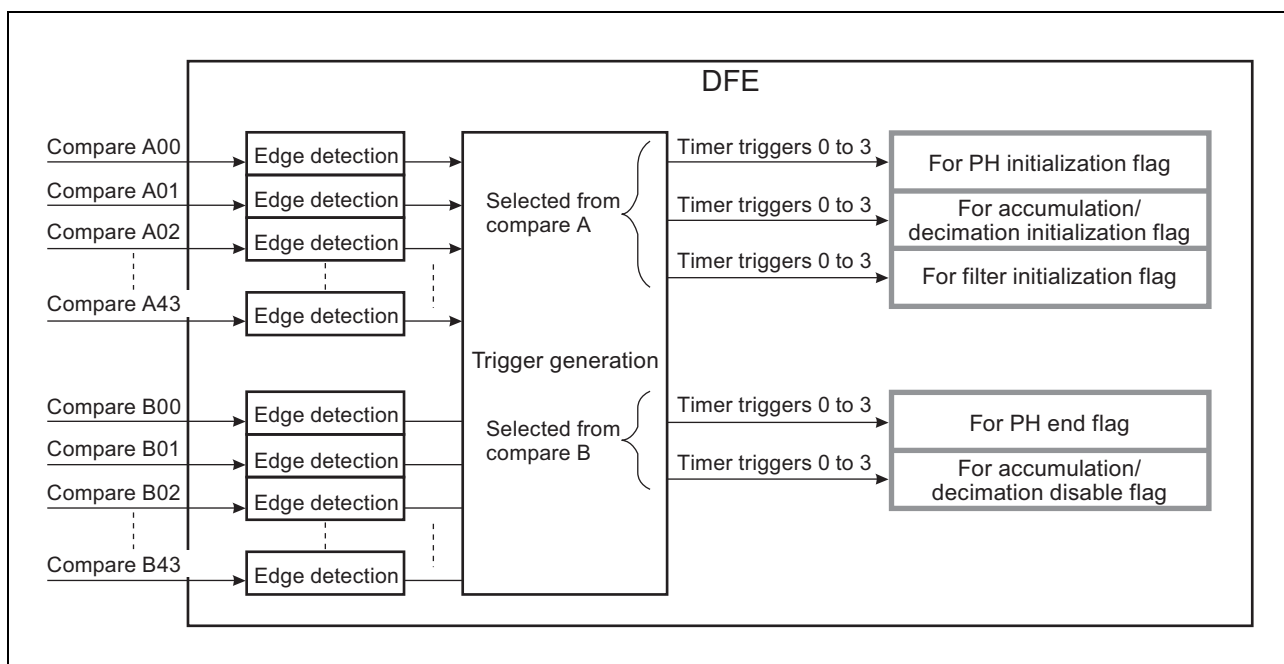 DFE
Compare A00
Edge detection
Compare A01
Edge detection
Compare A02
Edge detection
Compare A43
Edge detection
Compare B00
Edge detection
Compare B01
Edge detection
Compare B02
Edge detection
Compare B43
Edge detection
Selected from
compare A
Trigger generation
Selected from
compare B
Timer triggers 0 to 3
For PH initialization flag
Timer triggers 0 to 3
For accumulation/
decimation initialization flag
Timer triggers 0 to 3
For filter initialization flag
Timer triggers 0 to 3
For PH end flag
Timer triggers 0 to 3
For accumulation/
decimation disable flag